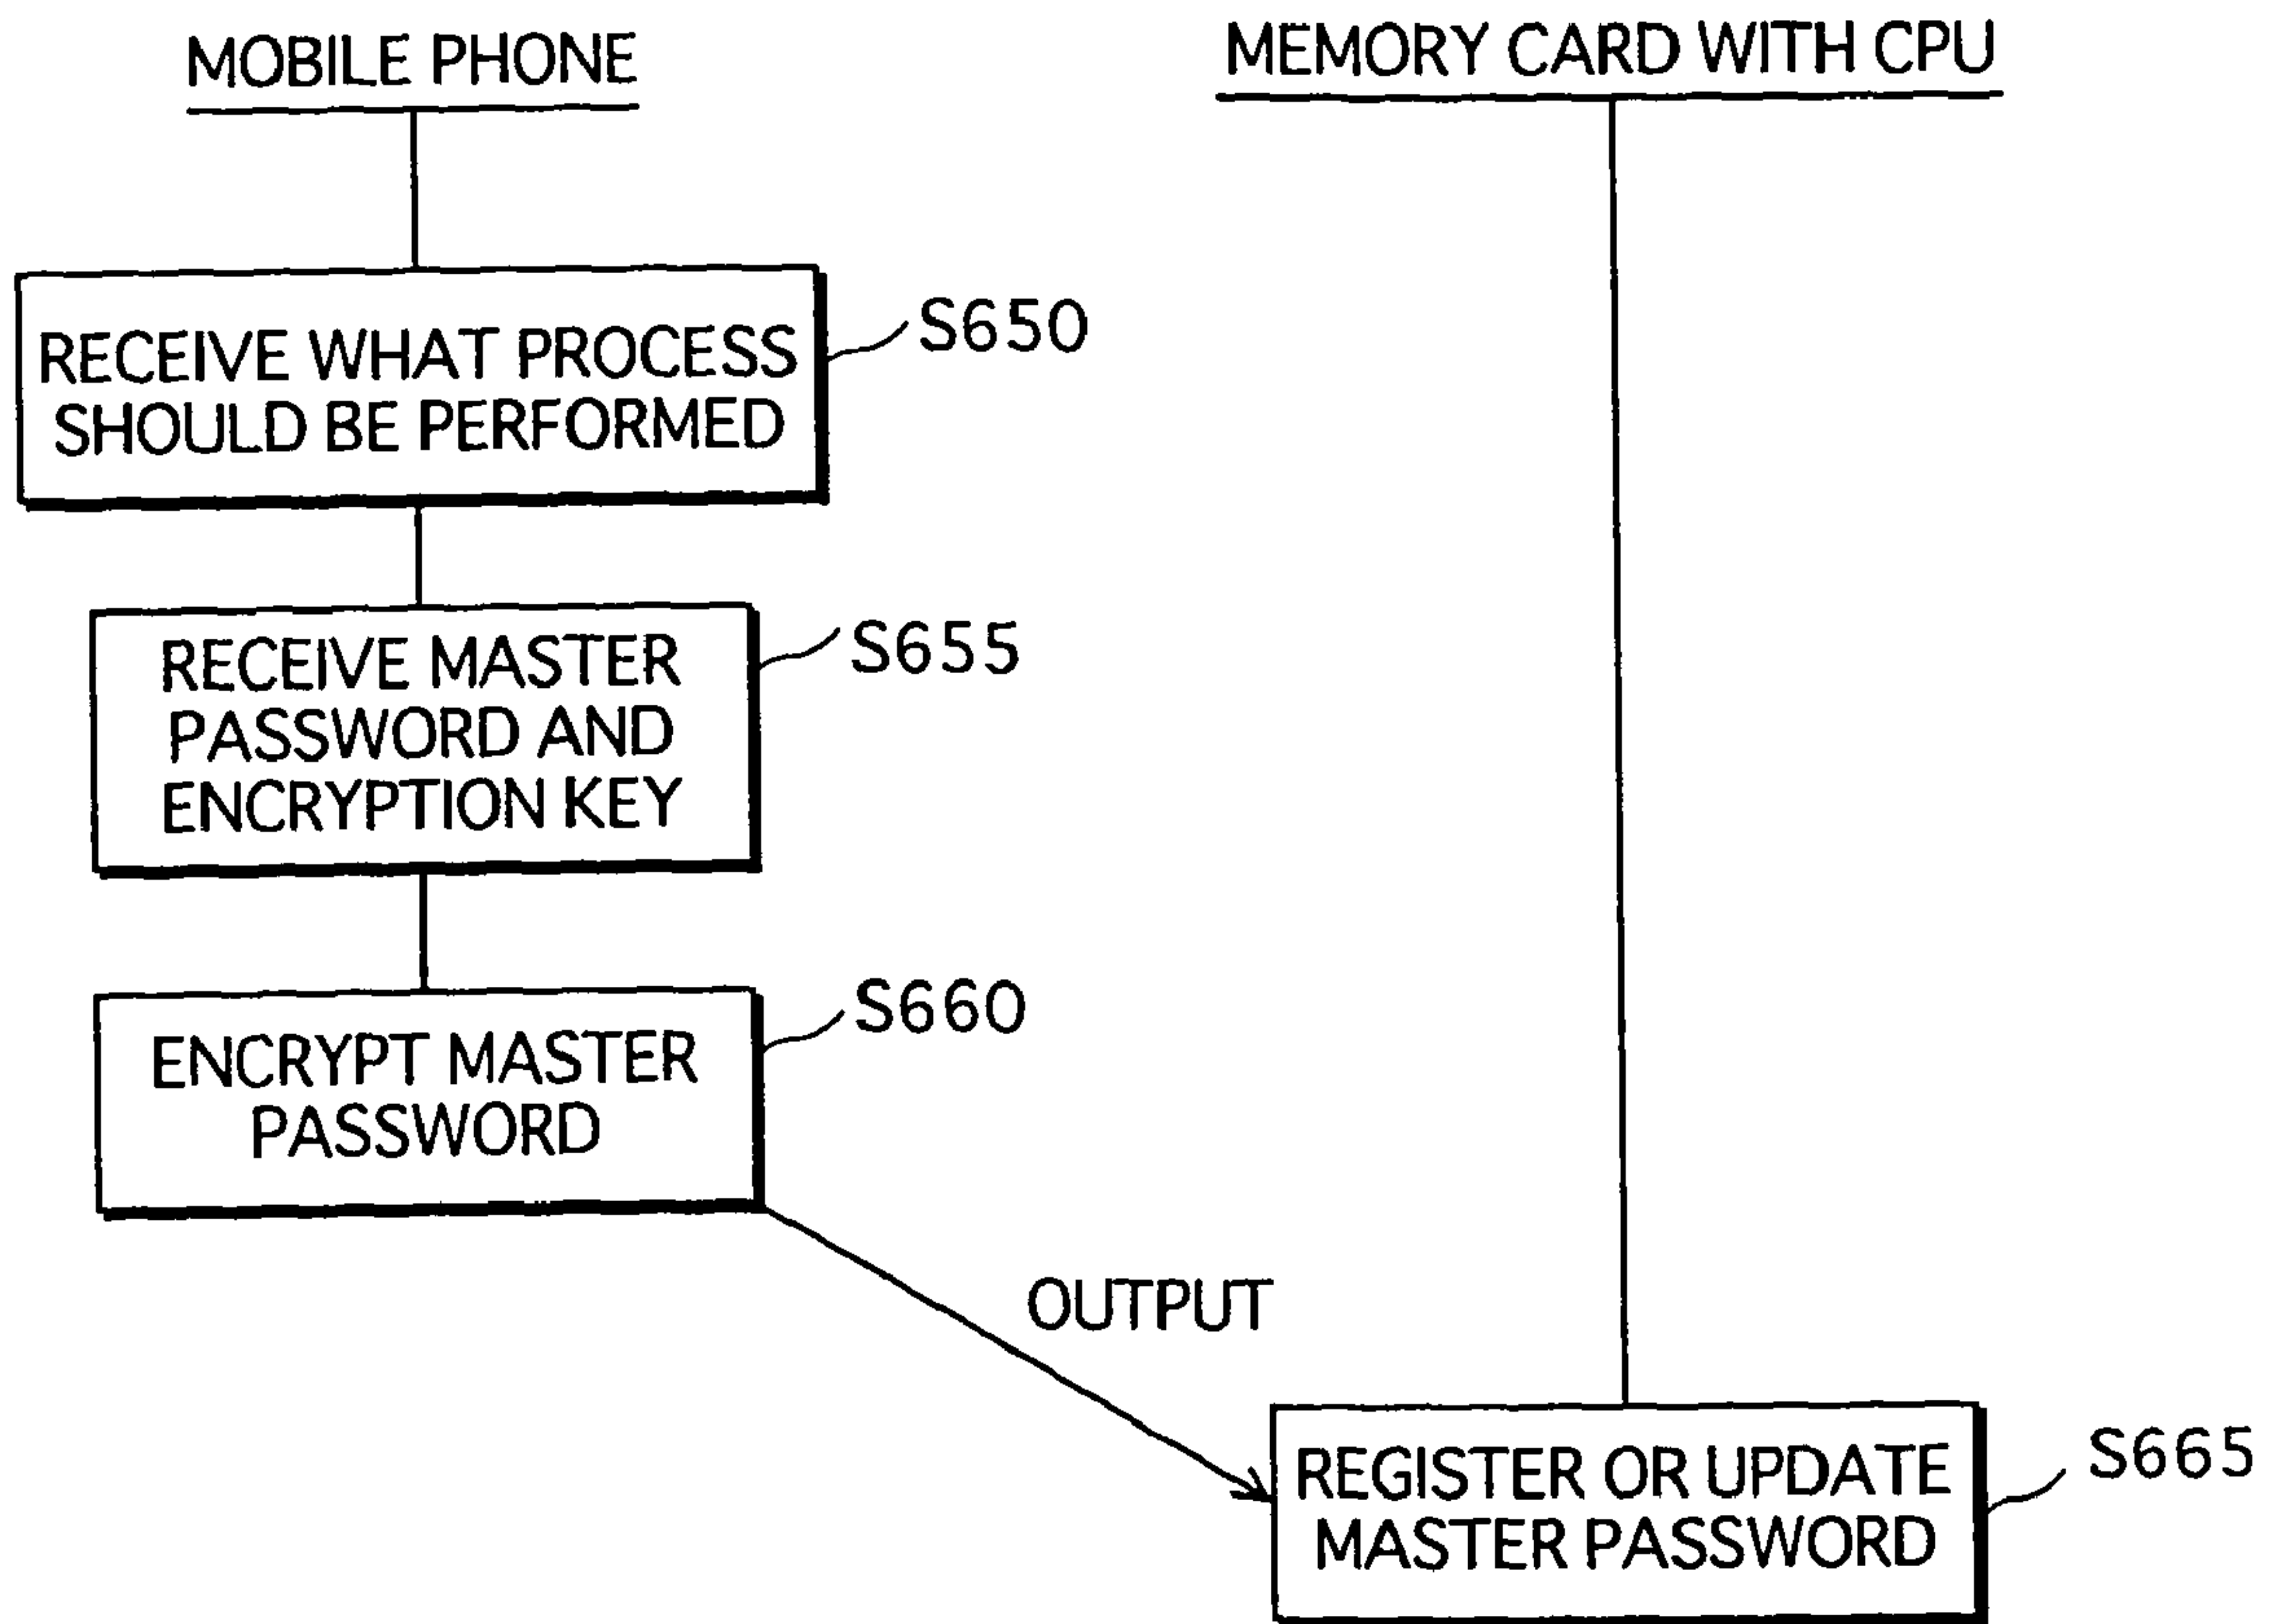 MOBILE PHONE
MEMORY CARD WITH CPU
RECEIVE WHAT PROCESS
SHOULD BE PERFORMED
S650
RECEIVE MASTER
PASSWORD AND
ENCRYPTION KEY
S655
ENCRYPT MASTER
PASSWORD
S660
OUTPUT
REGISTER OR UPDATE
MASTER PASSWORD
S665